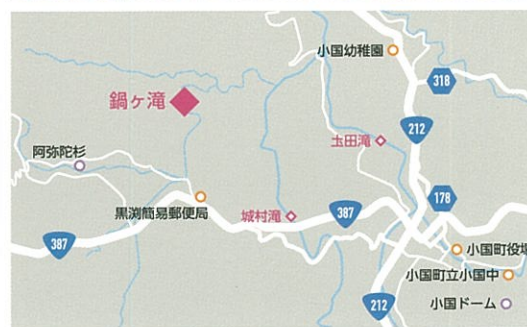 小国幼稚園
318
鍋ヶ滝
212
玉田滝
阿弥陀杉
178
黒渕簡易郵便局
城村滝
387
387
小国町役場
小国町立小国中
212
小国ドーム